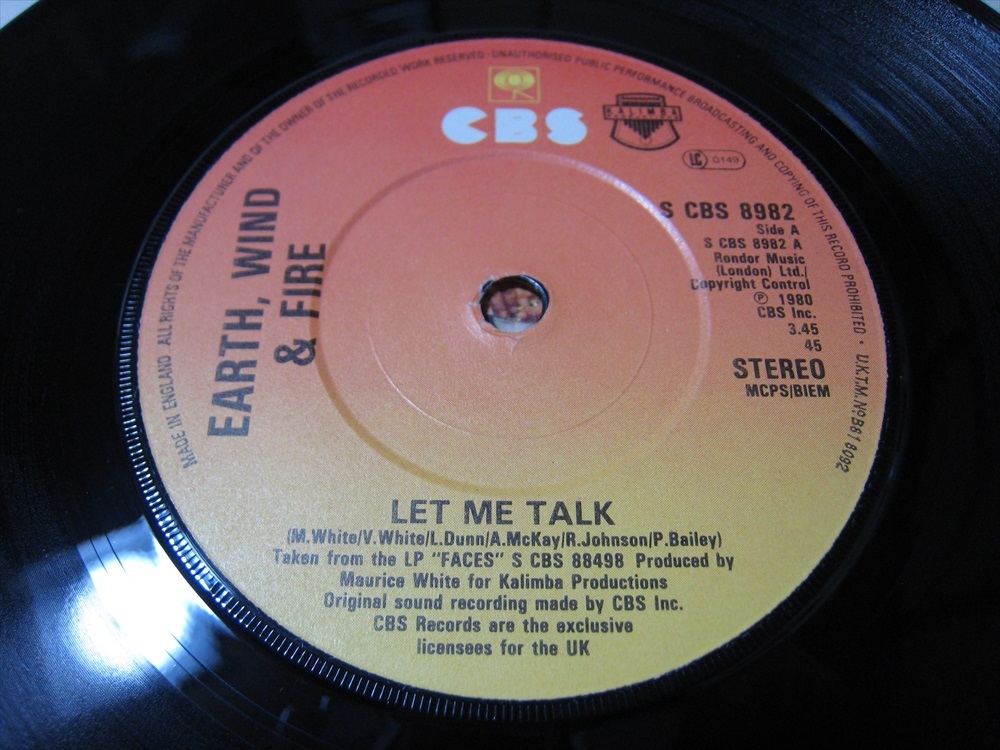 MADE IN ENGLAND ALL RIGHTS OF THE MANUFACTURER AND OF THE OWNER OF THE RECORDED WORK RESERVED · UNAUTHORISED PUBLIC PERFORMANCE BROADCASTING AND COPYING OF THIS RECORD PROHIBITED · U.K.T.M. Nº. B61 8092
CBS
KALIMBA
LC 0149
EARTH, WIND
& FIRE
S CBS 8982
Side A
S CBS 8982 A
Rondor Music
(London) Ltd./
Copyright Control
℗ 1980
CBS Inc.
3.45
45
STEREO
MCPS/BIEM
LET ME TALK
(M.White/V.White/L.Dunn/A.McKay/R.Johnson/P.Bailey)
Taken from the LP "FACES" S CBS 88498 Produced by
Maurice White for Kalimba Productions
Original sound recording made by CBS Inc.
CBS Records are the exclusive
licensees for the UK